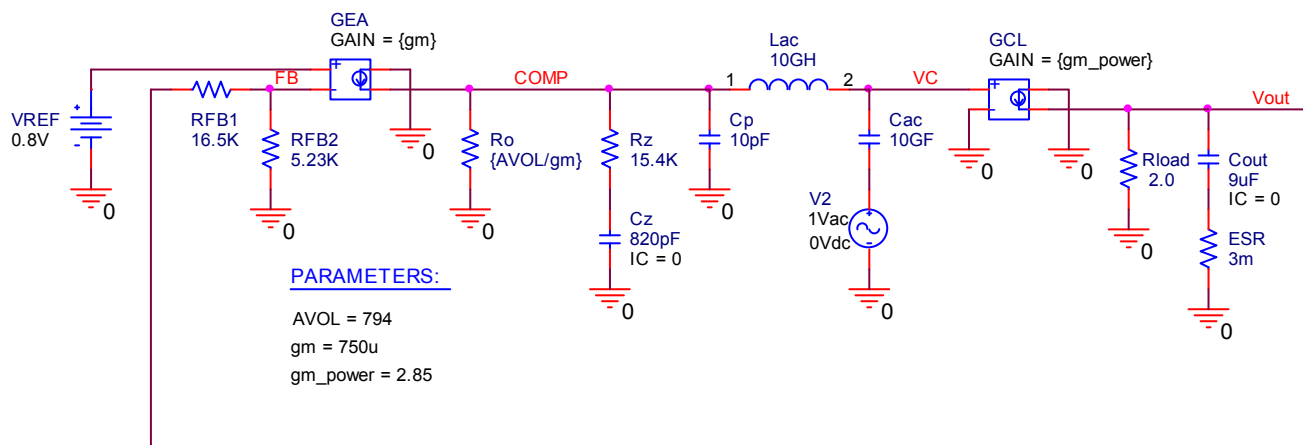 GEA
GAIN = {gm}
Lac
10GH
GCL
GAIN = {gm_power}
FB
COMP
1
2
VC
Vout
VREF
0.8V
RFB1
16.5K
RFB2
5.23K
Ro
{AVOL/gm}
Rz
15.4K
Cp
10pF
Cac
10GF
Rload
2.0
Cout
9uF
IC = 0
V2
1Vac
0Vdc
Cz
820pF
IC = 0
ESR
3m
0
0
0
0
0
0
0
0
0
0
PARAMETERS:
AVOL = 794
gm = 750u
gm_power = 2.85